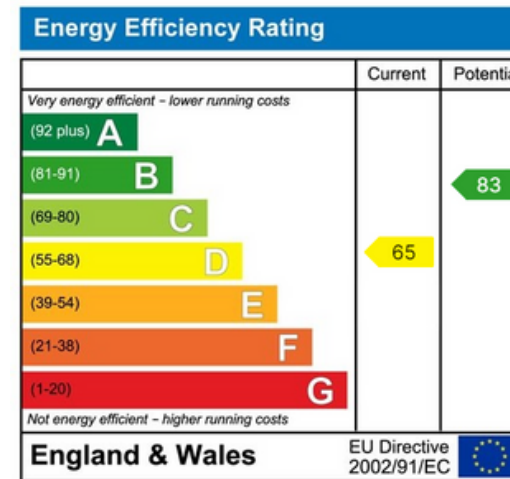 Energy Efficiency Rating
Current Potentia
Very energy efficient – lower running costs
(92 plus) A
(81-91) B
83
(69-80) C
(55-68) D
65
(39-54) E
(21-38) F
(1-20) G
Not energy efficient – higher running costs
England & Wales
EU Directive
2002/91/EC